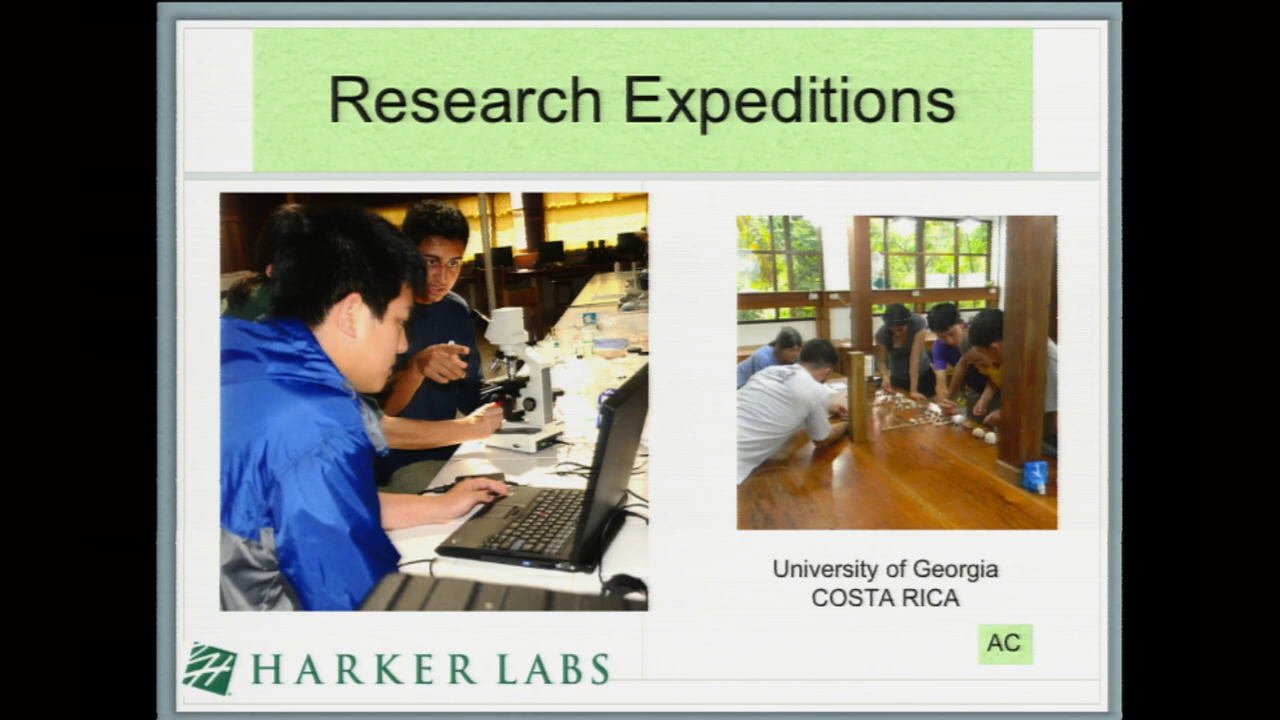 Research Expeditions
University of Georgia
COSTA RICA
AC
HARKER LABS